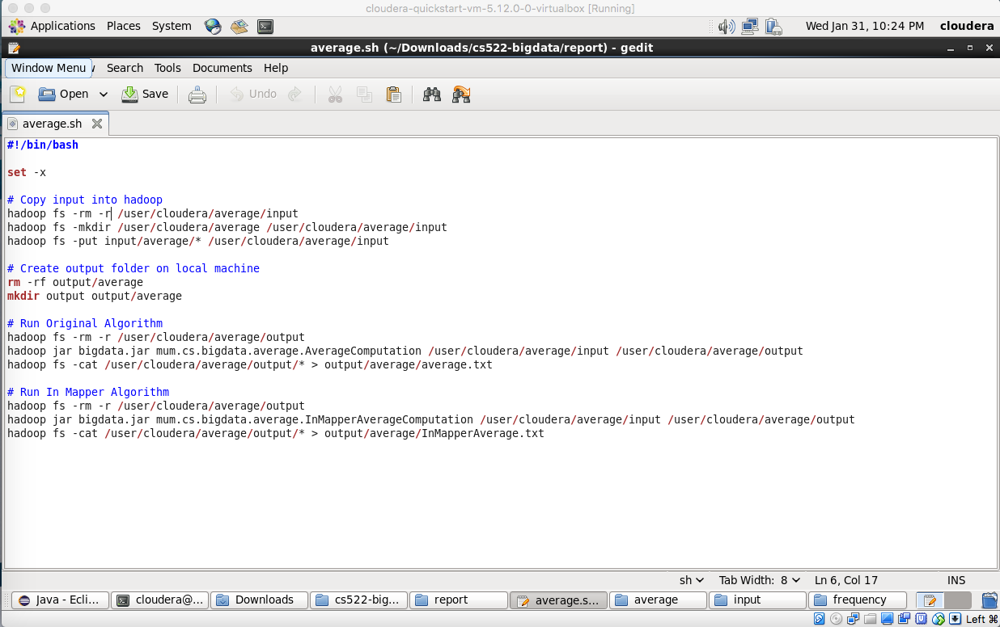 cloudera-quickstart-vm-5.12.0-0-virtualbox [Running]
Applications Places System Wed Jan 31, 10:24 PM cloudera
average.sh (~/Downloads/cs522-bigdata/report) - gedit
Window Menu Search Tools Documents Help
Open Save Undo
average.sh
#!/bin/bash
set -x
# Copy input into hadoop
hadoop fs -rm -r /user/cloudera/average/input
hadoop fs -mkdir /user/cloudera/average /user/cloudera/average/input
hadoop fs -put input/average/* /user/cloudera/average/input
# Create output folder on local machine
rm -rf output/average
mkdir output output/average
# Run Original Algorithm
hadoop fs -rm -r /user/cloudera/average/output
hadoop jar bigdata.jar mum.cs.bigdata.average.AverageComputation /user/cloudera/average/input /user/cloudera/average/output
hadoop fs -cat /user/cloudera/average/output/* > output/average/average.txt
# Run In Mapper Algorithm
hadoop fs -rm -r /user/cloudera/average/output
hadoop jar bigdata.jar mum.cs.bigdata.average.InMapperAverageComputation /user/cloudera/average/input /user/cloudera/average/output
hadoop fs -cat /user/cloudera/average/output/* > output/average/InMapperAverage.txt
sh Tab Width: 8 Ln 6, Col 17 INS
Java - Ecli... cloudera@... Downloads cs522-big... report average.s... average input frequency
Left ⌘